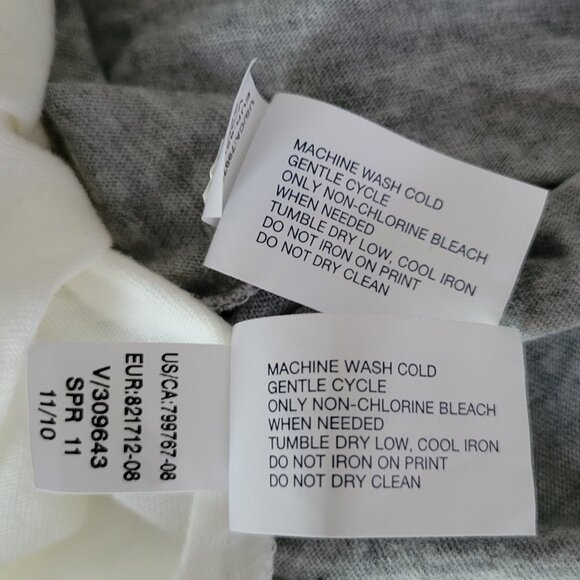 MACHINE WASH COLD
GENTLE CYCLE
ONLY NON-CHLORINE BLEACH
WHEN NEEDED
TUMBLE DRY LOW, COOL IRON
DO NOT IRON ON PRINT
DO NOT DRY CLEAN
US/CA:799767-06
EUR:821712-08
V/309643
SPR 11
11/10
MACHINE WASH COLD
GENTLE CYCLE
ONLY NON-CHLORINE BLEACH
WHEN NEEDED
TUMBLE DRY LOW, COOL IRON
DO NOT IRON ON PRINT
DO NOT DRY CLEAN